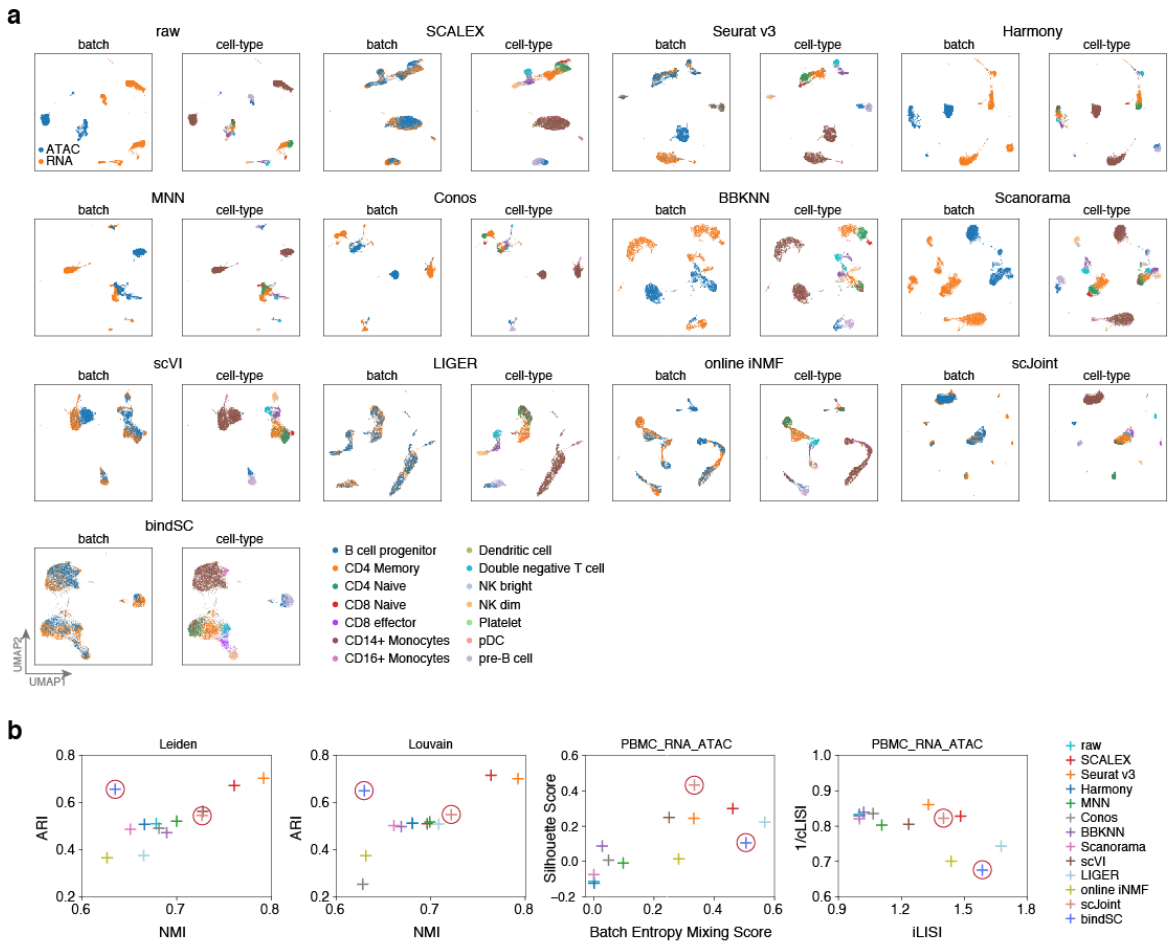 a
raw SCALEX Seurat v3 Harmony
batch cell-type batch cell-type batch cell-type batch cell-type
ATAC
RNA
MNN Conos BBKNN Scanorama
batch cell-type batch cell-type batch cell-type batch cell-type
scVI LIGER online iNMF scJoint
batch cell-type batch cell-type batch cell-type batch cell-type
bindSC
batch cell-type
B cell progenitor Dendritic cell
CD4 Memory Double negative T cell
CD4 Naive NK bright
CD8 Naive NK dim
CD8 effector Platelet
CD14+ Monocytes pDC
CD16+ Monocytes pre-B cell
UMAP2
UMAP1
b
Leiden Louvain PBMC_RNA_ATAC PBMC_RNA_ATAC
ARI
0.8
0.6
0.4
0.2
0.6 0.7 0.8
NMI
ARI
0.8
0.6
0.4
0.2
0.6 0.7 0.8
NMI
Silhouette Score
0.6
0.4
0.2
0.0
−0.2
0.0 0.2 0.4 0.6
Batch Entropy Mixing Score
1/cLISI
1.0
0.9
0.8
0.7
0.6
0.9 1.2 1.5 1.8
iLISI
raw
SCALEX
Seurat v3
Harmony
MNN
Conos
BBKNN
Scanorama
scVI
LIGER
online iNMF
scJoint
bindSC